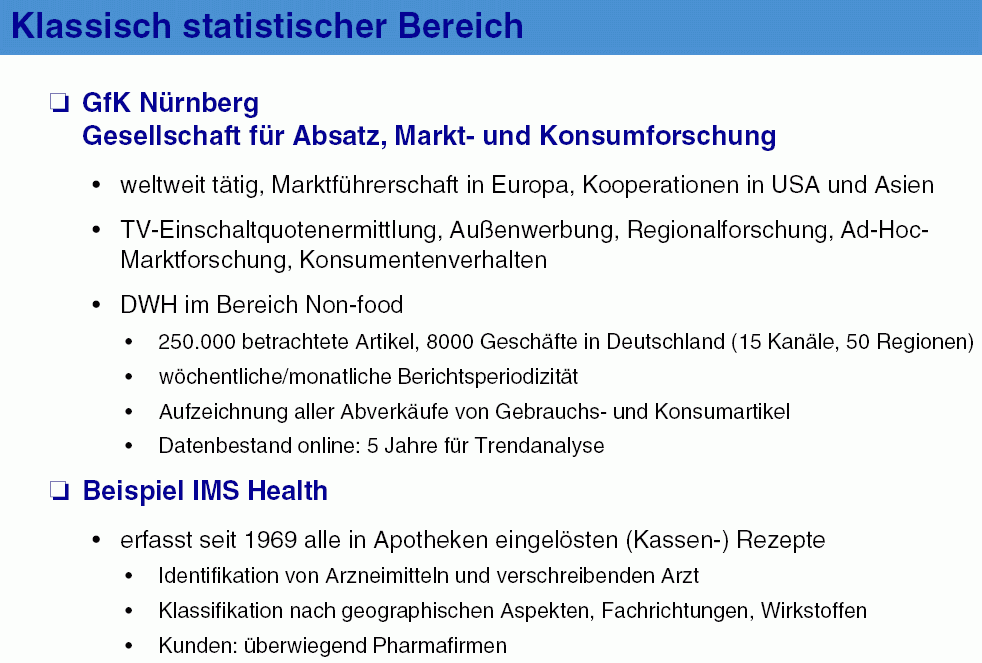 Klassisch statistischer Bereich
❏ GfK Nürnberg
Gesellschaft für Absatz, Markt- und Konsumforschung
• weltweit tätig, Marktführerschaft in Europa, Kooperationen in USA und Asien
• TV-Einschaltquotenermittlung, Außenwerbung, Regionalforschung, Ad-Hoc-
Marktforschung, Konsumentenverhalten
• DWH im Bereich Non-food
• 250.000 betrachtete Artikel, 8000 Geschäfte in Deutschland (15 Kanäle, 50 Regionen)
• wöchentliche/monatliche Berichtsperiodizität
• Aufzeichnung aller Abverkäufe von Gebrauchs- und Konsumartikel
• Datenbestand online: 5 Jahre für Trendanalyse
❏ Beispiel IMS Health
• erfasst seit 1969 alle in Apotheken eingelösten (Kassen-) Rezepte
• Identifikation von Arzneimitteln und verschreibenden Arzt
• Klassifikation nach geographischen Aspekten, Fachrichtungen, Wirkstoffen
• Kunden: überwiegend Pharmafirmen